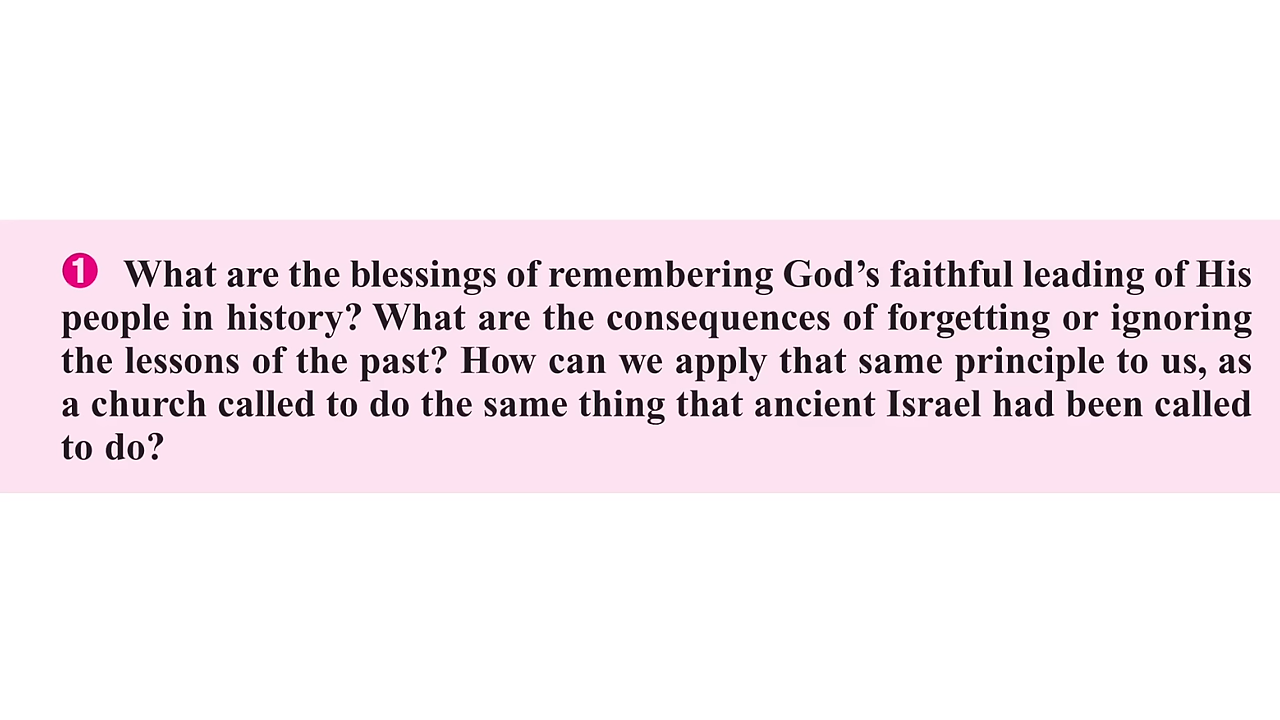 ❶ What are the blessings of remembering God’s faithful leading of His
people in history? What are the consequences of forgetting or ignoring
the lessons of the past? How can we apply that same principle to us, as
a church called to do the same thing that ancient Israel had been called
to do?